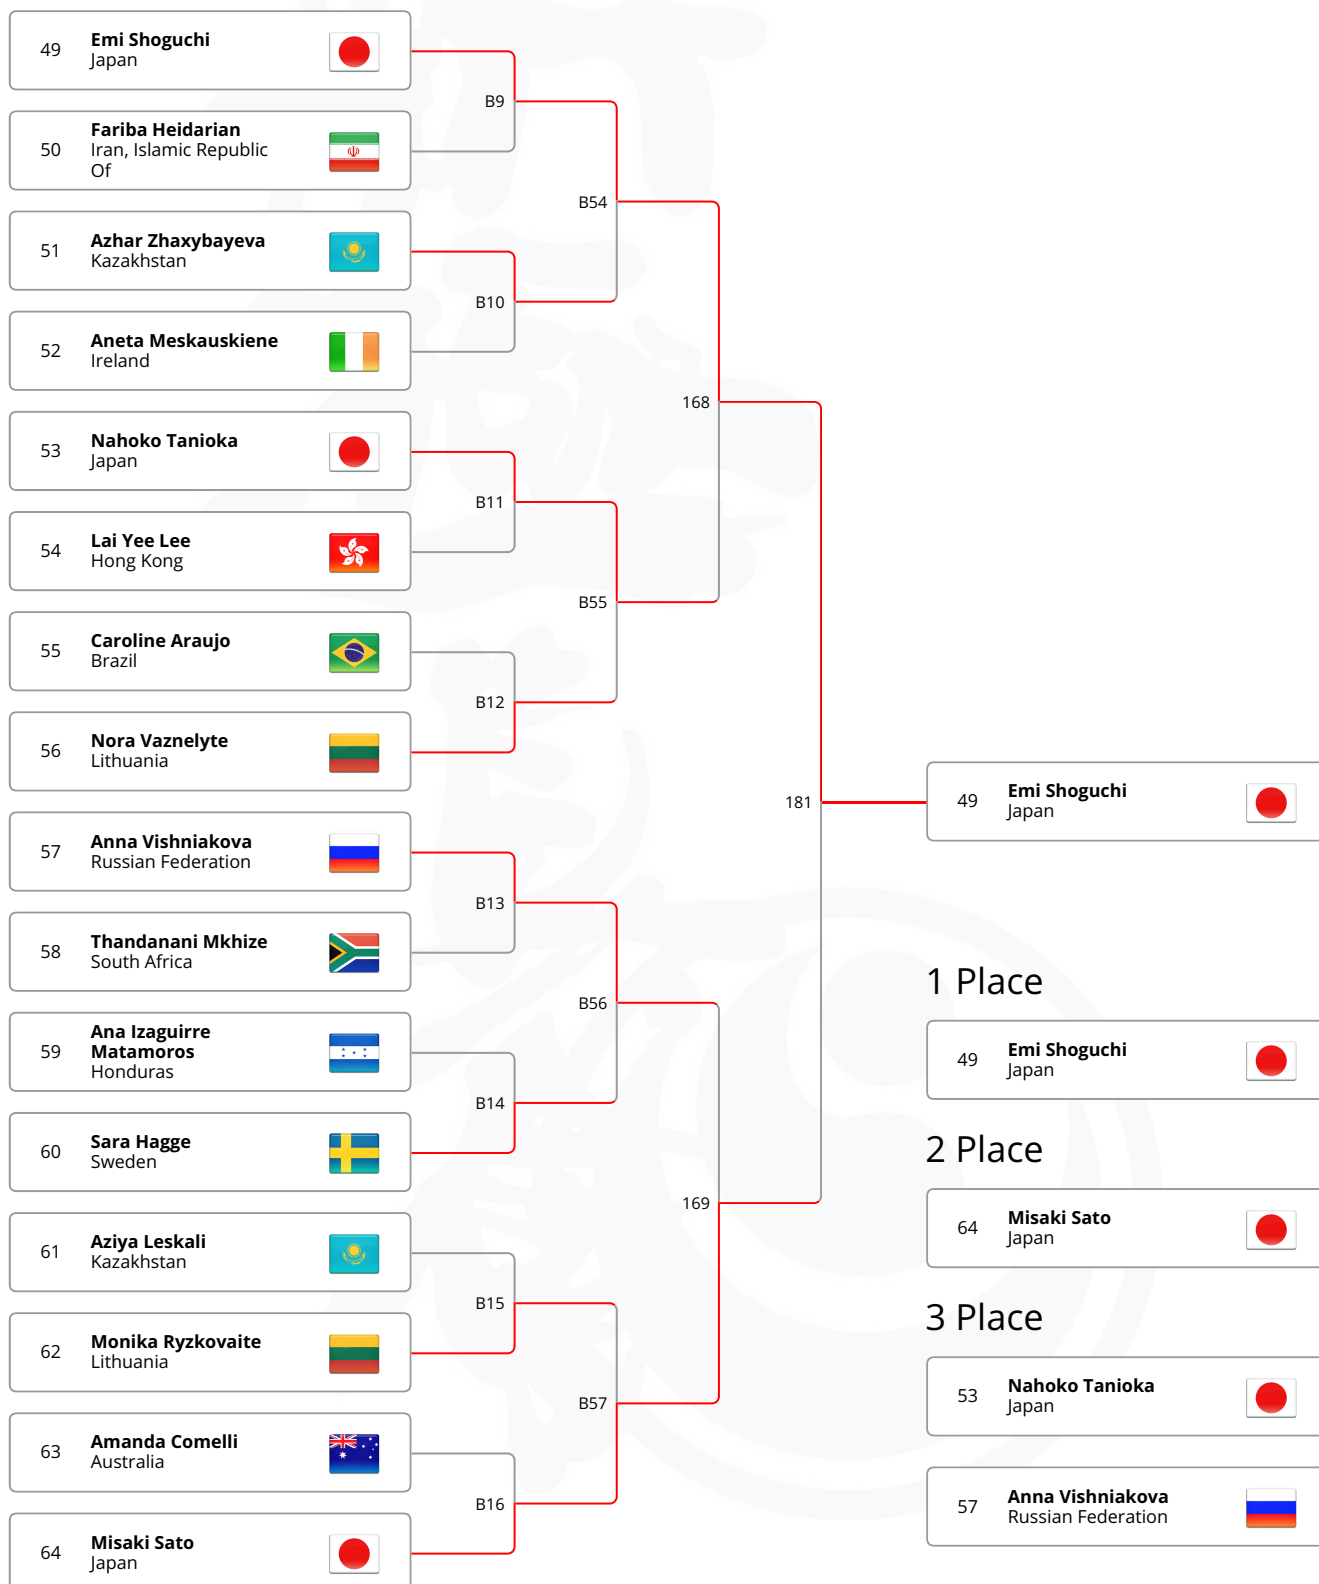 49
Emi Shoguchi
Japan
50
Fariba Heidarian
Iran, Islamic Republic
Of
51
Azhar Zhaxybayeva
Kazakhstan
52
Aneta Meskauskiene
Ireland
53
Nahoko Tanioka
Japan
54
Lai Yee Lee
Hong Kong
55
Caroline Araujo
Brazil
56
Nora Vaznelyte
Lithuania
57
Anna Vishniakova
Russian Federation
58
Thandanani Mkhize
South Africa
59
Ana Izaguirre
Matamoros
Honduras
60
Sara Hagge
Sweden
61
Aziya Leskali
Kazakhstan
62
Monika Ryzkovaite
Lithuania
63
Amanda Comelli
Australia
64
Misaki Sato
Japan
B9
B10
B11
B12
B13
B14
B15
B16
B54
B55
B56
B57
168
169
181
49
Emi Shoguchi
Japan
1 Place
49
Emi Shoguchi
Japan
2 Place
64
Misaki Sato
Japan
3 Place
53
Nahoko Tanioka
Japan
57
Anna Vishniakova
Russian Federation